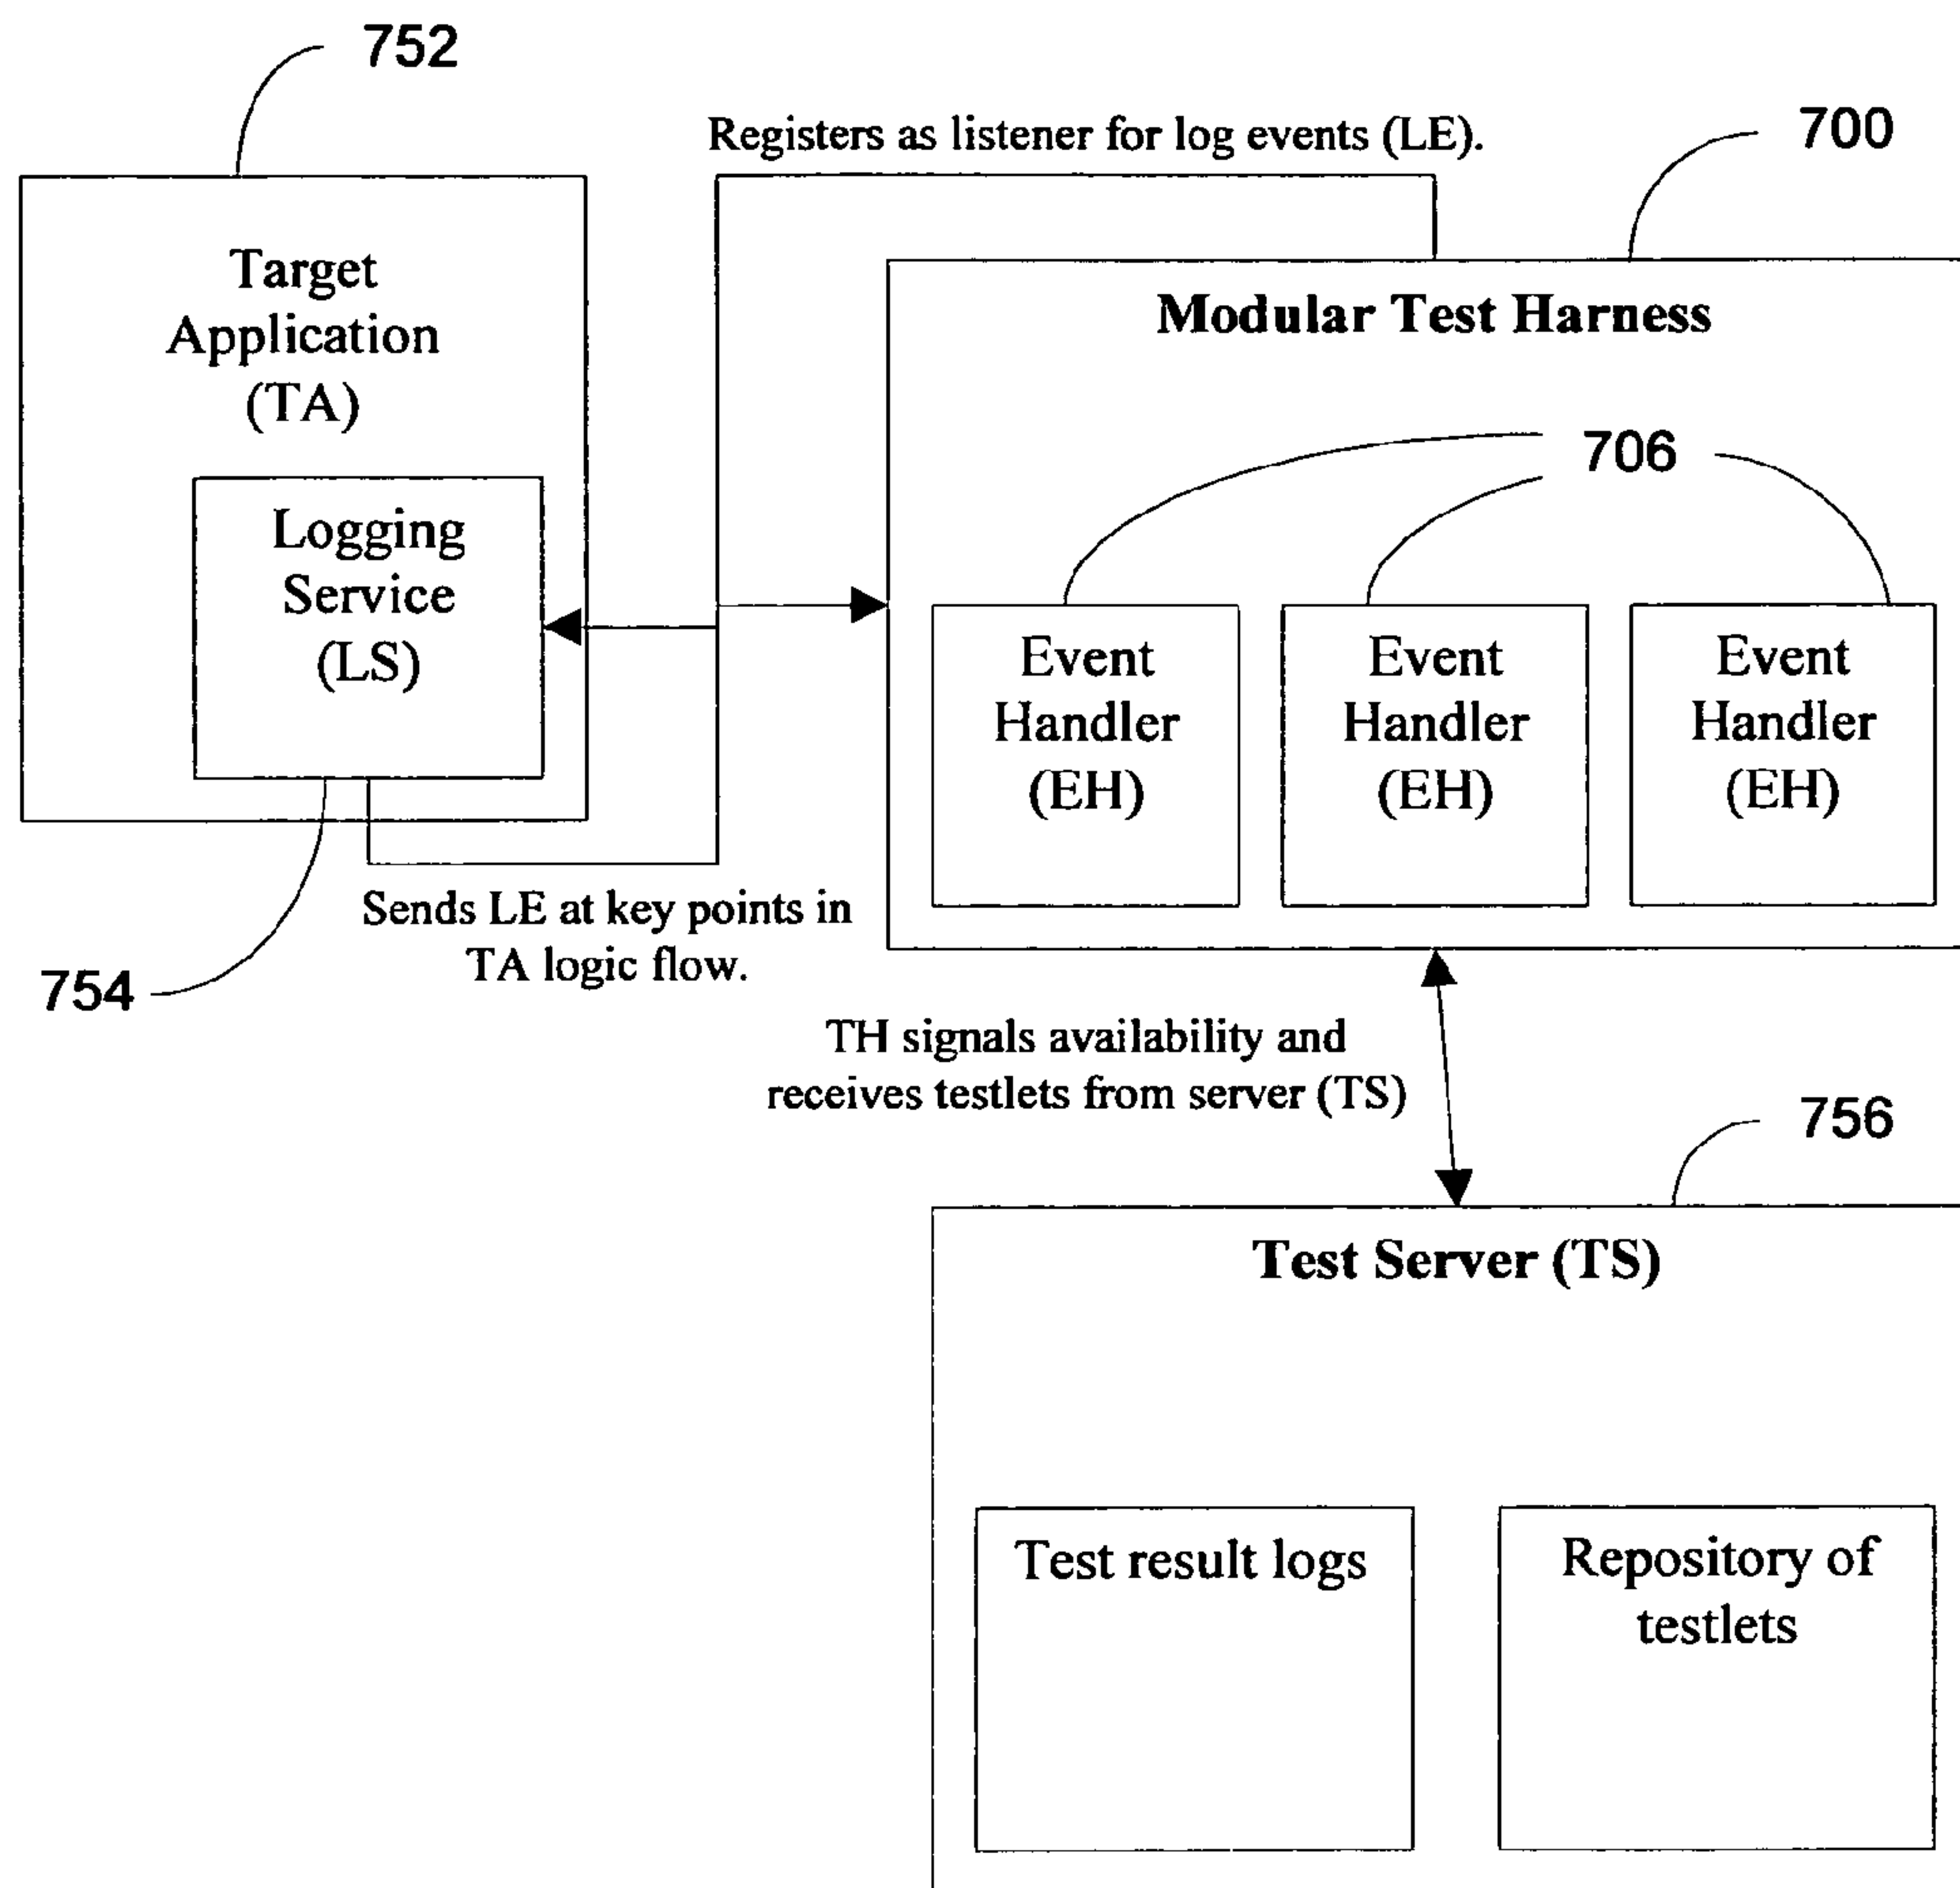 752
Registers as listener for log events (LE).
700
Target
Application
(TA)
Modular Test Harness
706
Logging
Service
(LS)
Event
Handler
(EH)
Event
Handler
(EH)
Event
Handler
(EH)
Sends LE at key points in
TA logic flow.
754
TH signals availability and
receives testlets from server (TS)
756
Test Server (TS)
Test result logs
Repository of
testlets